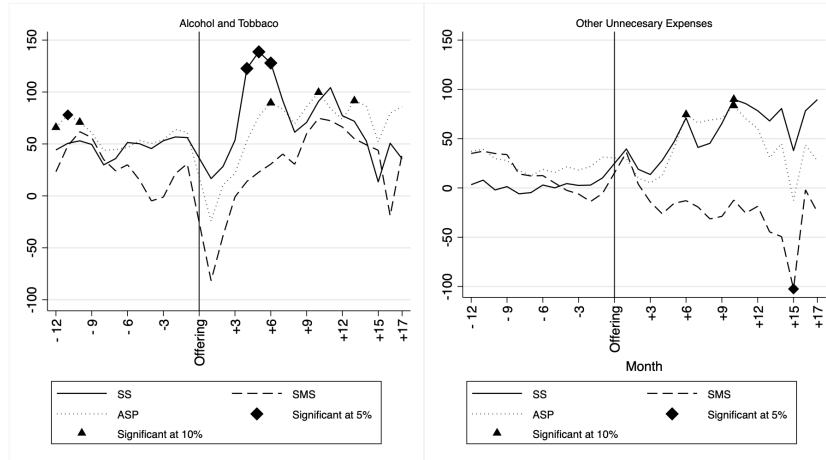 Alcohol and Tobbaco
150
100
50
0
-50
-100
- 12
- 9
- 6
-3
Offering
+3
+6
+9
+12
+15
+17
SS
SMS
ASP
Significant at 5%
Significant at 10%
Other Unnecesary Expenses
150
100
50
0
-50
-100
- 12
- 9
- 6
-3
Offering
+3
+6
+9
+12
+15
+17
Month
SS
SMS
ASP
Significant at 5%
Significant at 10%